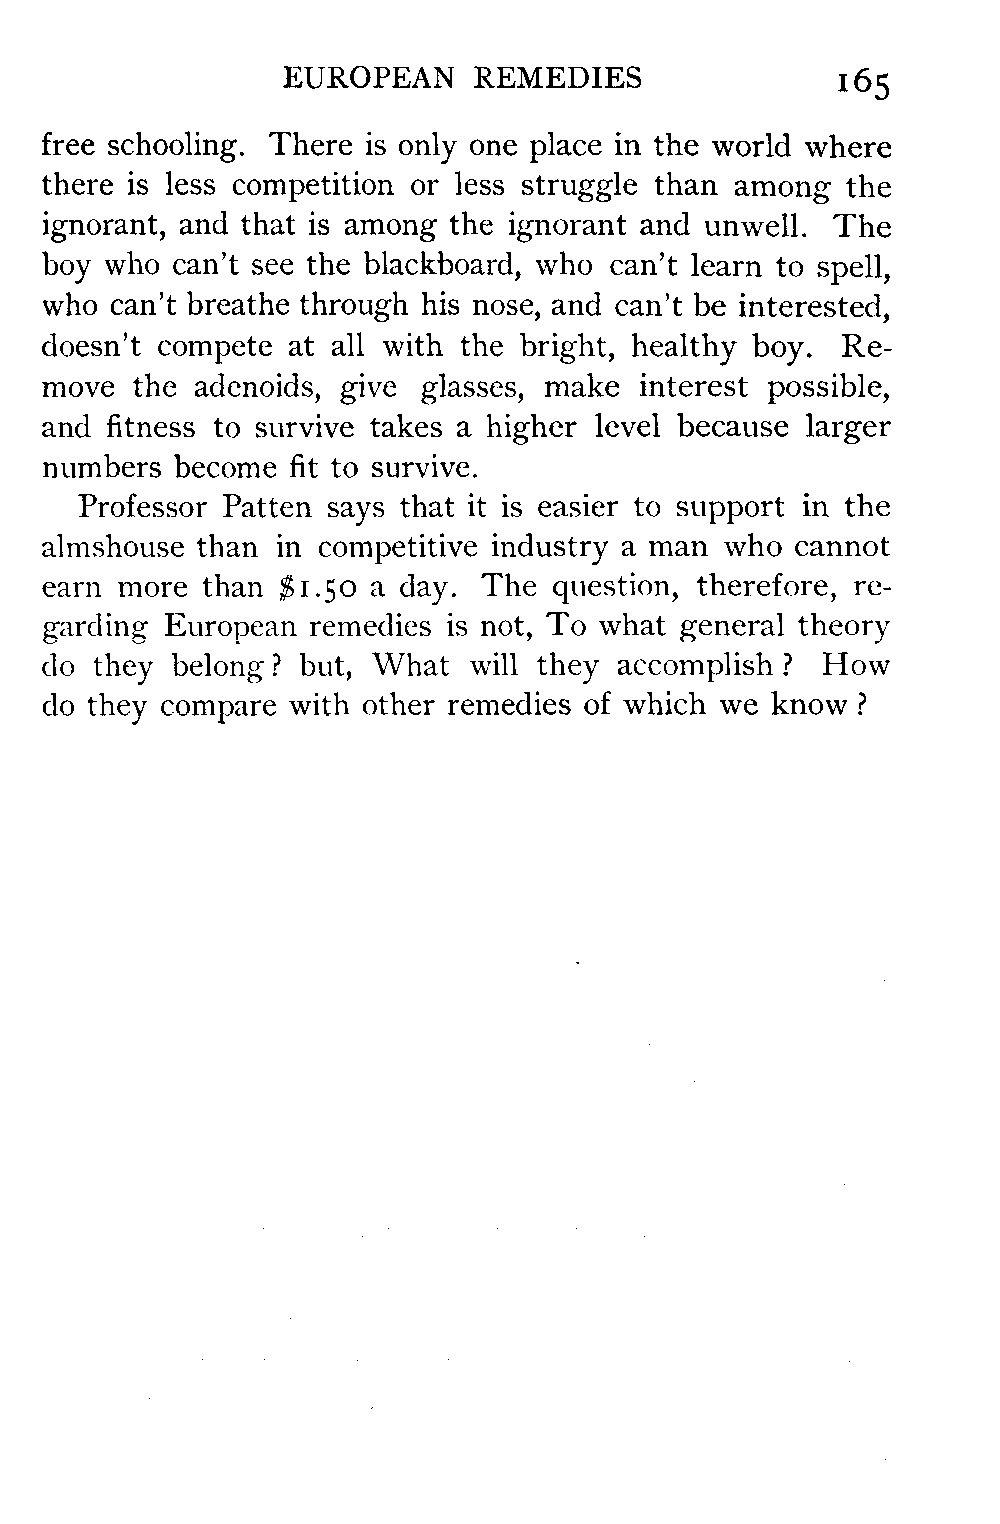 EUROPEAN REMEDIES 165
free schooling. There is only one place in the world where
there is less competition or less struggle than among the
ignorant, and that is among the ignorant and unwell. The
boy who can't see the blackboard, who can't learn to spell,
who can't breathe through his nose, and can't be interested,
doesn't compete at all with the bright, healthy boy. Re-
move the adenoids, give glasses, make interest possible,
and fitness to survive takes a higher level because larger
numbers become fit to survive.
Professor Patten says that it is easier to support in the
almshouse than in competitive industry a man who cannot
earn more than $1.50 a day. The question, therefore, re-
garding European remedies is not, To what general theory
do they belong? but, What will they accomplish? How
do they compare with other remedies of which we know?